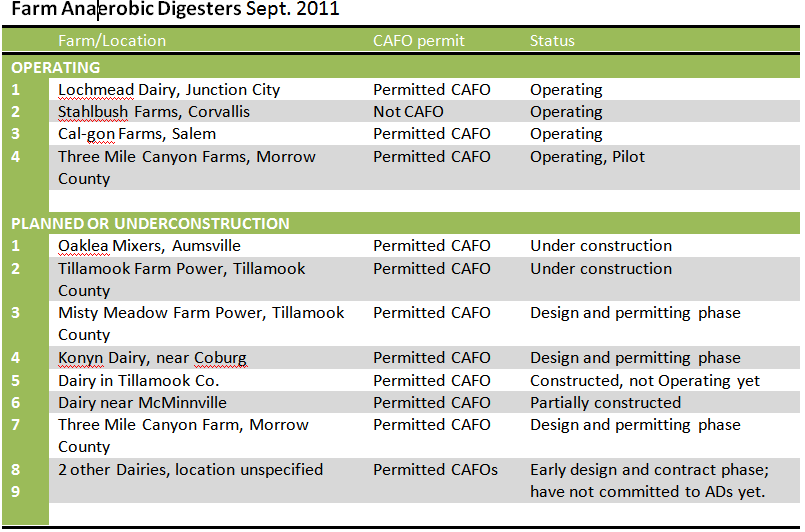 Farm Anaerobic Digesters Sept. 2011
Farm/Location CAFO permit Status
OPERATING
1 Lochmead Dairy, Junction City Permitted CAFO Operating
2 Stahlbush Farms, Corvallis Not CAFO Operating
3 Cal-gon Farms, Salem Permitted CAFO Operating
4 Three Mile Canyon Farms, Morrow Permitted CAFO Operating, Pilot
County
PLANNED OR UNDERCONSTRUCTION
1 Oaklea Mixers, Aumsville Permitted CAFO Under construction
2 Tillamook Farm Power, Tillamook Permitted CAFO Under construction
County
3 Misty Meadow Farm Power, Tillamook Permitted CAFO Design and permitting phase
County
4 Konyn Dairy, near Coburg Permitted CAFO Design and permitting phase
5 Dairy in Tillamook Co. Permitted CAFO Constructed, not Operating yet
6 Dairy near McMinnville Permitted CAFO Partially constructed
7 Three Mile Canyon Farm, Morrow Permitted CAFO Design and permitting phase
County
8 2 other Dairies, location unspecified Permitted CAFOs Early design and contract phase;
9 have not committed to ADs yet.